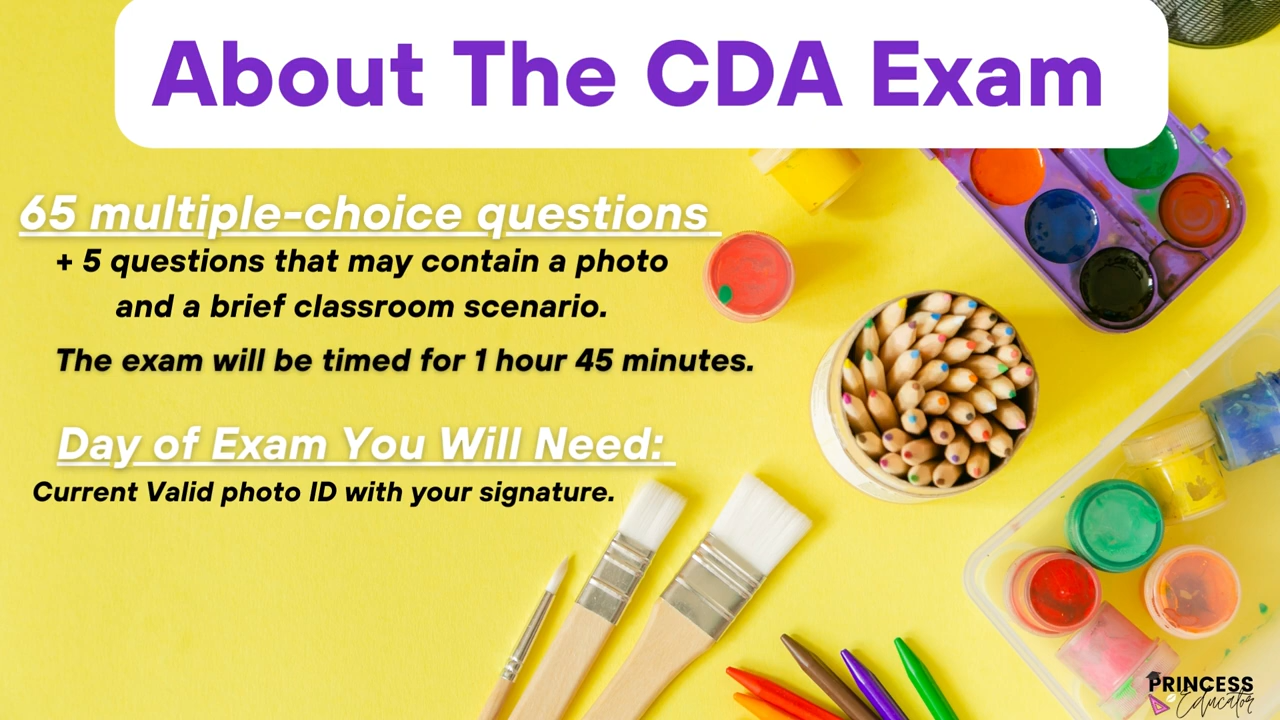 About The CDA Exam
65 multiple-choice questions
+ 5 questions that may contain a photo
and a brief classroom scenario.
The exam will be timed for 1 hour 45 minutes.
Day of Exam You Will Need:
Current Valid photo ID with your signature.
PRINCESS
Educator